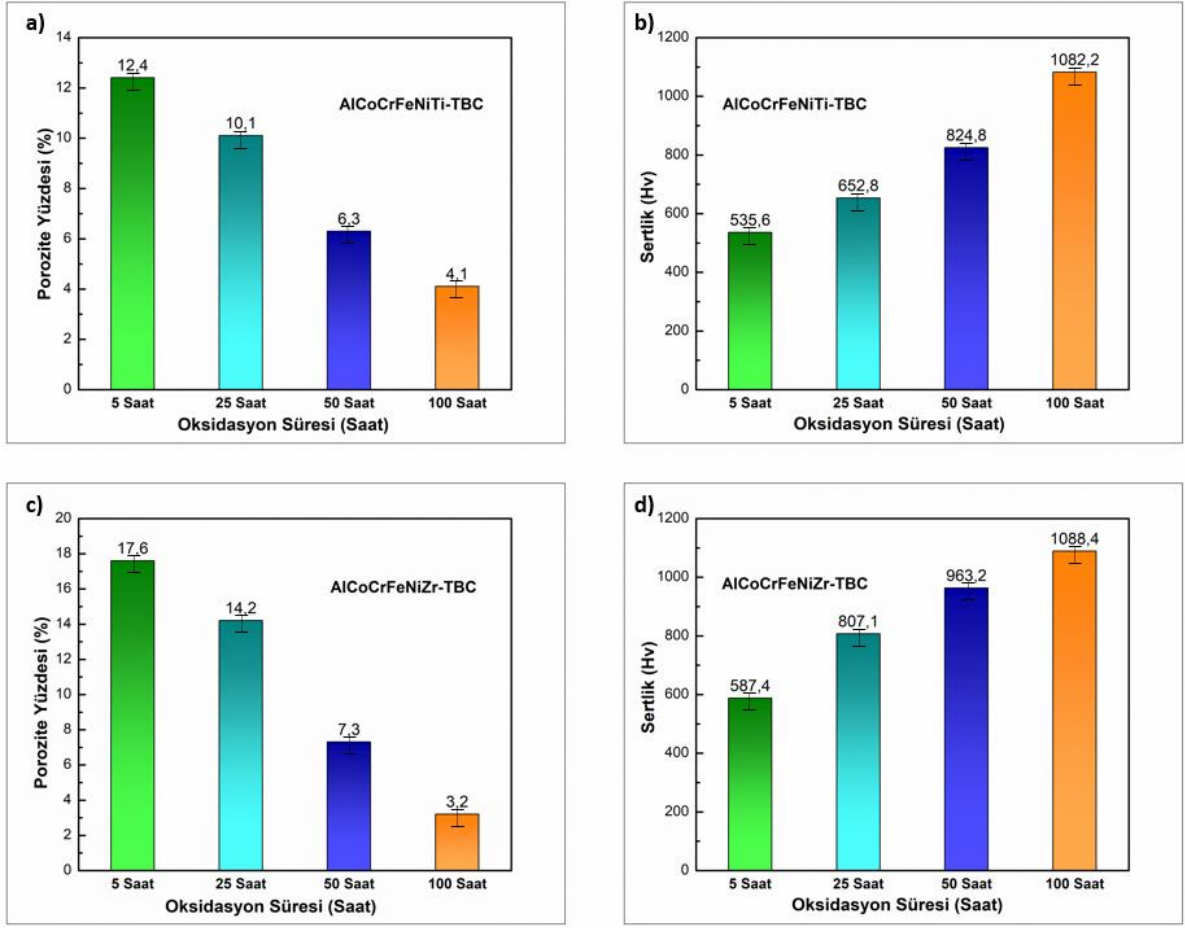 a)
14
12
10
8
6
4
2
0
Porozite Yüzdesi (%)
12,4
10,1
6,3
4,1
AlCoCrFeNiTi-TBC
5 Saat 25 Saat 50 Saat 100 Saat
Oksidasyon Süresi (Saat)
b)
1200
1000
800
600
400
200
0
Sertlik (Hv)
535,6
652,8
824,8
1082,2
AlCoCrFeNiTi-TBC
5 Saat 25 Saat 50 Saat 100 Saat
Oksidasyon Süresi (Saat)
c)
20
18
16
14
12
10
8
6
4
2
0
Porozite Yüzdesi (%)
17,6
14,2
7,3
3,2
AlCoCrFeNiZr-TBC
5 Saat 25 Saat 50 Saat 100 Saat
Oksidasyon Süresi (Saat)
d)
1200
1000
800
600
400
200
0
Sertlik (Hv)
587,4
807,1
963,2
1088,4
AlCoCrFeNiZr-TBC
5 Saat 25 Saat 50 Saat 100 Saat
Oksidasyon Süresi (Saat)